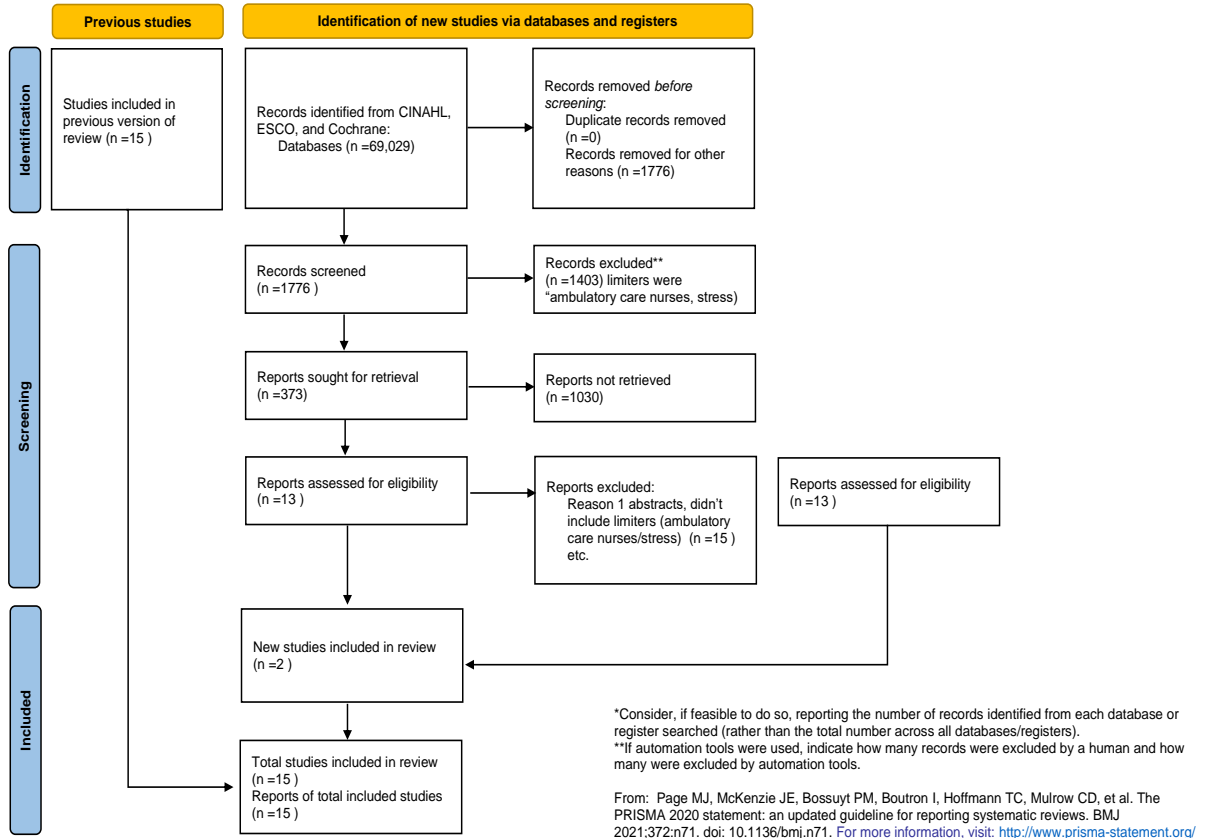 Previous studies
Identification of new studies via databases and registers
Identification
Studies included in
previous version of
review (n =15 )
Records identified from CINAHL,
ESCO, and Cochrane:
Databases (n =69,029)
Records removed before
screening:
Duplicate records removed
(n =0)
Records removed for other
reasons (n =1776)
Screening
Records screened
(n =1776 )
Records excluded**
(n =1403) limiters were
“ambulatory care nurses, stress)
Reports sought for retrieval
(n =373)
Reports not retrieved
(n =1030)
Reports assessed for eligibility
(n =13 )
Reports excluded:
Reason 1 abstracts, didn’t
include limiters (ambulatory
care nurses/stress) (n =15 )
etc.
Reports assessed for eligibility
(n =13 )
Included
New studies included in review
(n =2 )
Total studies included in review
(n =15 )
Reports of total included studies
(n =15 )
*Consider, if feasible to do so, reporting the number of records identified from each database or
register searched (rather than the total number across all databases/registers).
**If automation tools were used, indicate how many records were excluded by a human and how
many were excluded by automation tools.
From: Page MJ, McKenzie JE, Bossuyt PM, Boutron I, Hoffmann TC, Mulrow CD, et al. The
PRISMA 2020 statement: an updated guideline for reporting systematic reviews. BMJ
2021;372:n71. doi: 10.1136/bmj.n71. For more information, visit: http://www.prisma-statement.org/